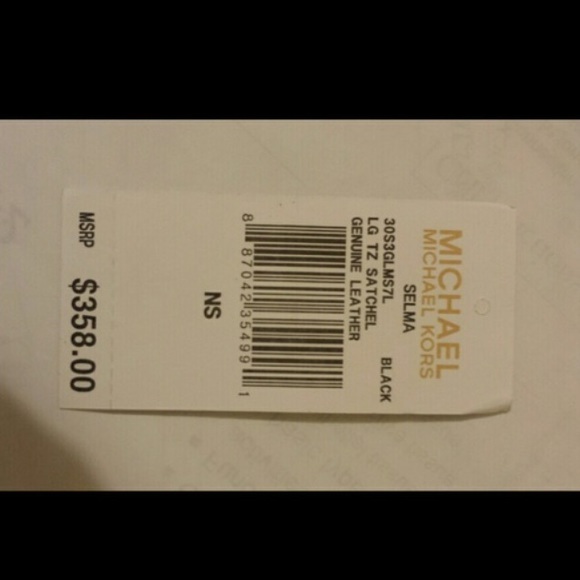 MICHAEL
MICHAEL KORS
SELMA
30S3GLMS7L BLACK
LG TZ SATCHEL
GENUINE LEATHER
8 87042 35499 1
NS
MSRP $358.00